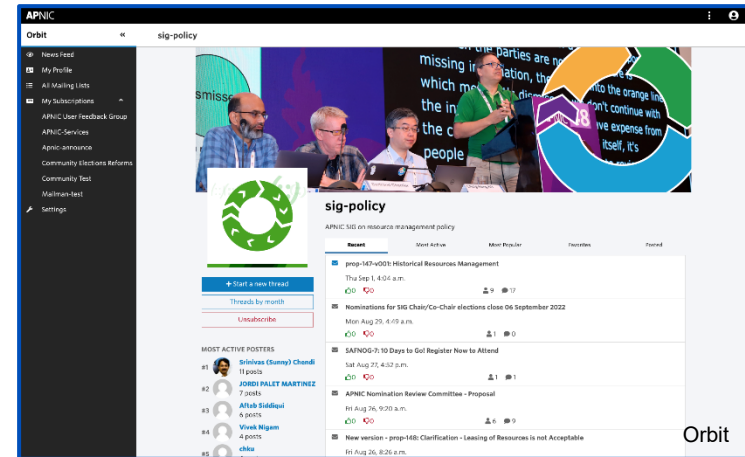 APNIC
Orbit «
sig-policy
News Feed
My Profile
All Mailing Lists
My Subscriptions
APNIC User Feedback Group
APNIC-Services
Apnic-announce
Community Elections Reforms
Community Test
Mailman-test
Settings
the parties are
missing
which
the in
the c
people
smisse
into the orange line
don't continue with
ve expense from
itself, it's
48
sig-policy
APNIC SIG on resource management policy
Recent Most Active Most Popular Favorites Posted
+ Start a new thread
Threads by month
Unsubscribe
MOST ACTIVE POSTERS
#1 Srinivas (Sunny) Chendi
11 posts
#2 JORDI PALET MARTINEZ
7 posts
#3 Aftab Siddiqui
6 posts
#4 Vivek Nigam
4 posts
#5 chku
prop-147-v001: Historical Resources Management
Thu Sep 1, 4:04 a.m.
0 0 9 17
Nominations for SIG Chair/Co-Chair elections close 06 September 2022
Mon Aug 29, 4:49 a.m.
0 0 1 0
SAFNOG-7: 10 Days to Go! Register Now to Attend
Sat Aug 27, 4:52 p.m.
0 0 1 1
APNIC Nomination Review Committee - Proposal
Fri Aug 26, 9:20 a.m.
0 0 6 9
New version - prop-148: Clarification - Leasing of Resources is not Acceptable
Fri Aug 26, 8:26 a.m.
Orbit